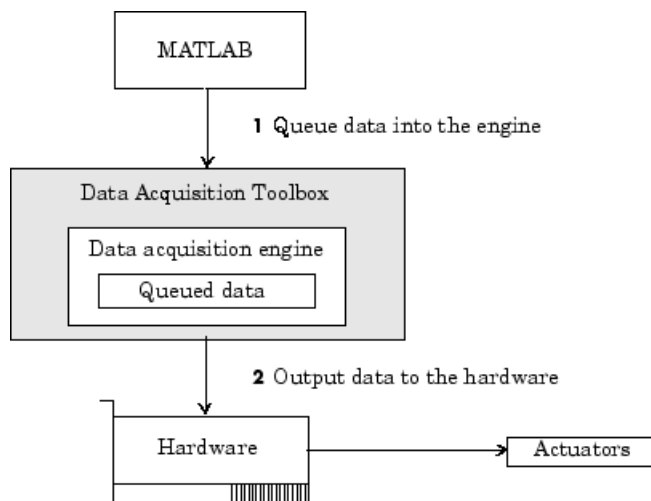 MATLAB
1 Queue data into the engine
Data Acquisition Toolbox
Data acquisition engine
Queued data
2 Output data to the hardware
Hardware
Actuators